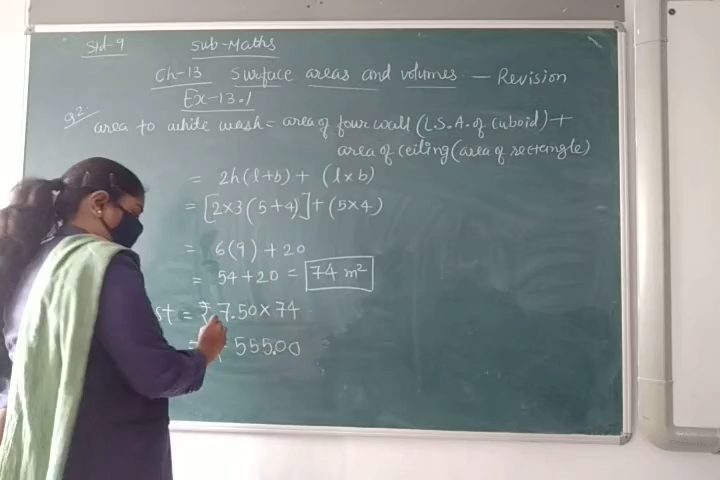 Std-9 Sub-Maths
Ch-13 Surface areas and volumes — Revision
Ex-13.1
Q2. area to white wash = area of four wall (L.S.A. of cuboid) +
area of ceiling (area of rectangle)
= 2h(l+b) + (l×b)
= [2×3(5+4)] + (5×4)
= 6(9) + 20
= 54+20 = 74 m²
st = ₹ 7.50×74
= 555.00